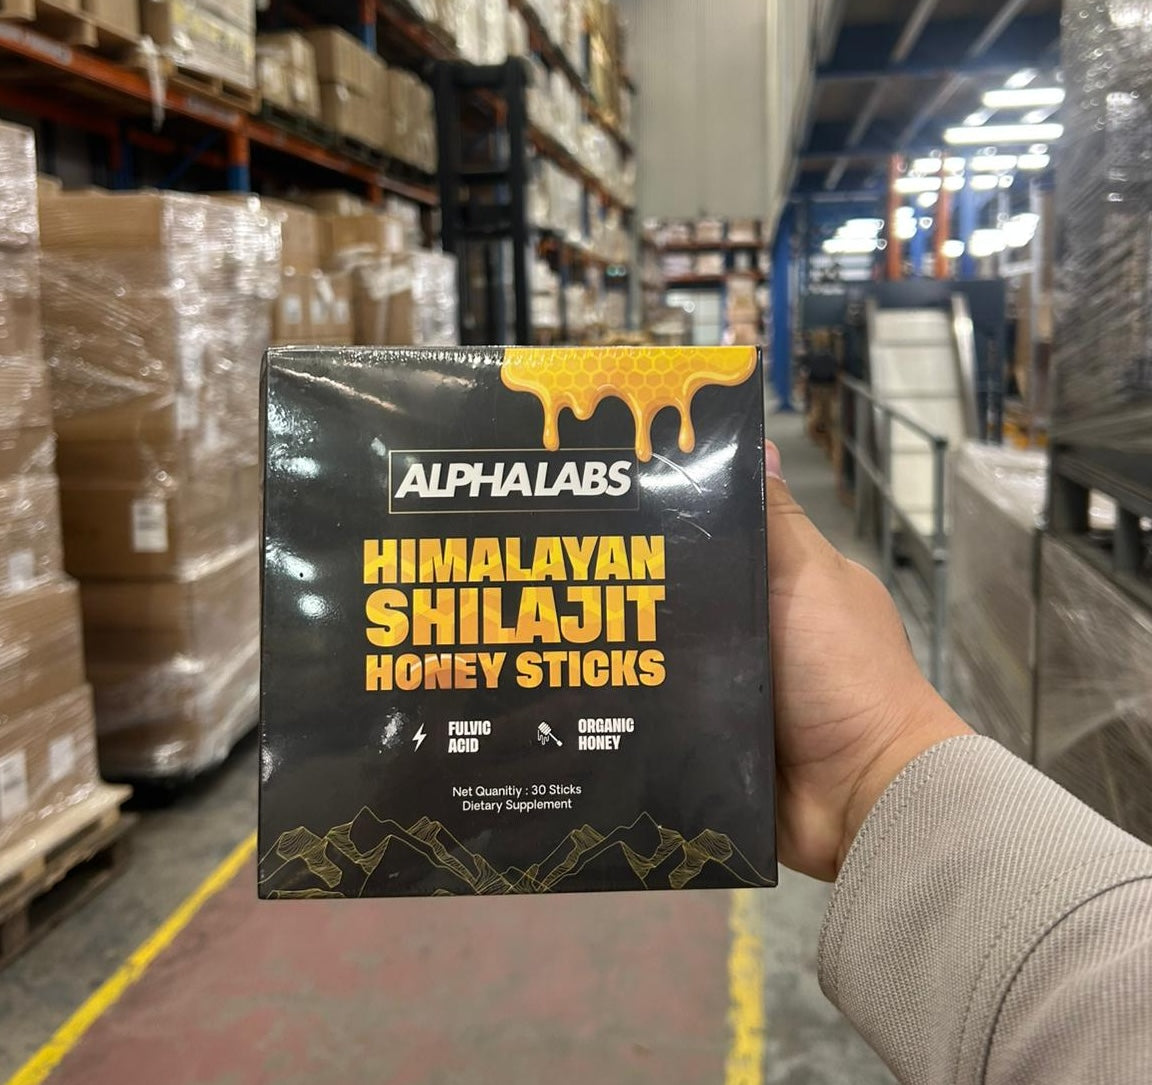 ALPHALABS
HIMALAYAN
SHILAJIT
HONEY STICKS
FULVIC
ACID
ORGANIC
HONEY
Net Quanitiy : 30 Sticks
Dietary Supplement